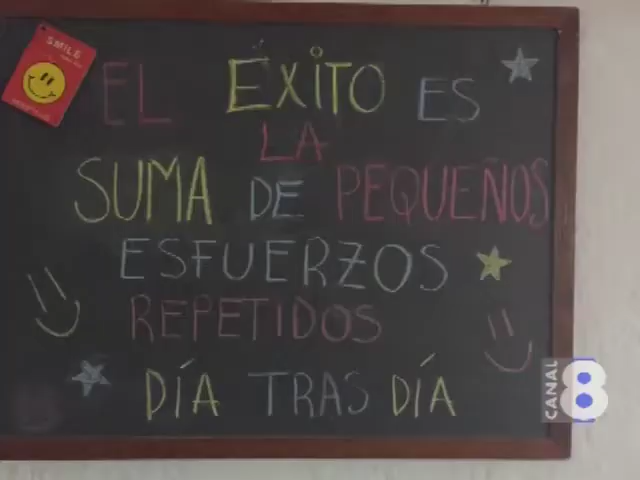 SMILE
EL ÉXITO ES
LA
SUMA DE PEQUEÑOS
ESFUERZOS
REPETIDOS
DÍA TRAS DÍA
CANAL 8